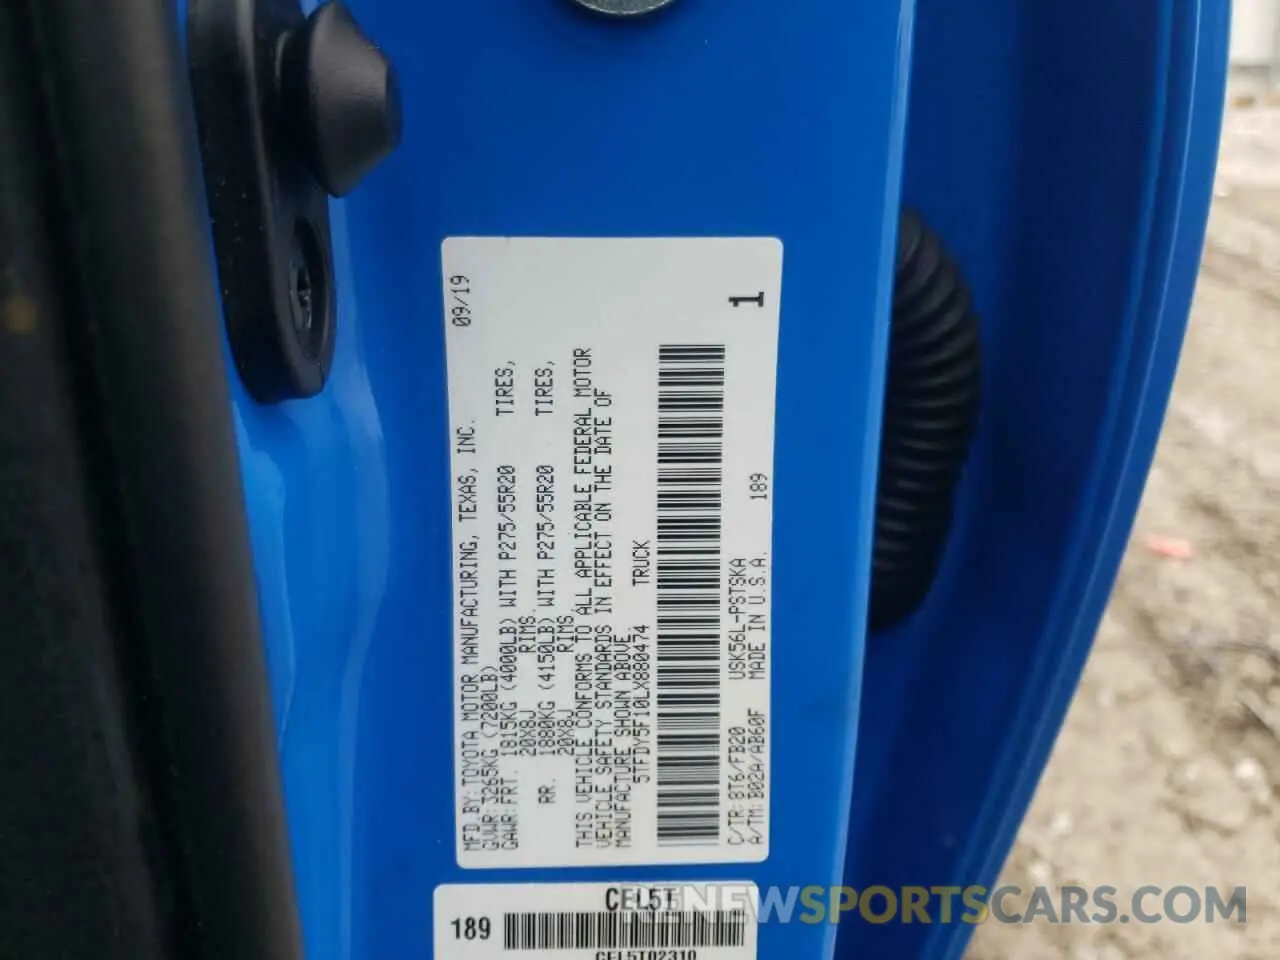 09/19
MFD.BY:TOYOTA MOTOR MANUFACTURING, TEXAS, INC.
GVWR:3265KG (7200LB)
GAWR:FRT. 1815KG (4000LB) WITH P275/55R20 TIRES,
20X8J RIMS,
RR. 1880KG (4150LB) WITH P275/55R20 TIRES,
20X8J RIMS
THIS VEHICLE CONFORMS TO ALL APPLICABLE FEDERAL MOTOR
VEHICLE SAFETY STANDARDS IN EFFECT ON THE DATE OF
MANUFACTURE SHOWN ABOVE
5TFDY5F10LX880474 TRUCK
1
C/TR:8T6/FB20 USK56L-PSTSKA
A/TM:B02A/AB60F MADE IN U.S.A. 189
CEL5T
189
CEL5T02310
RENEWSPORTSCARS.COM